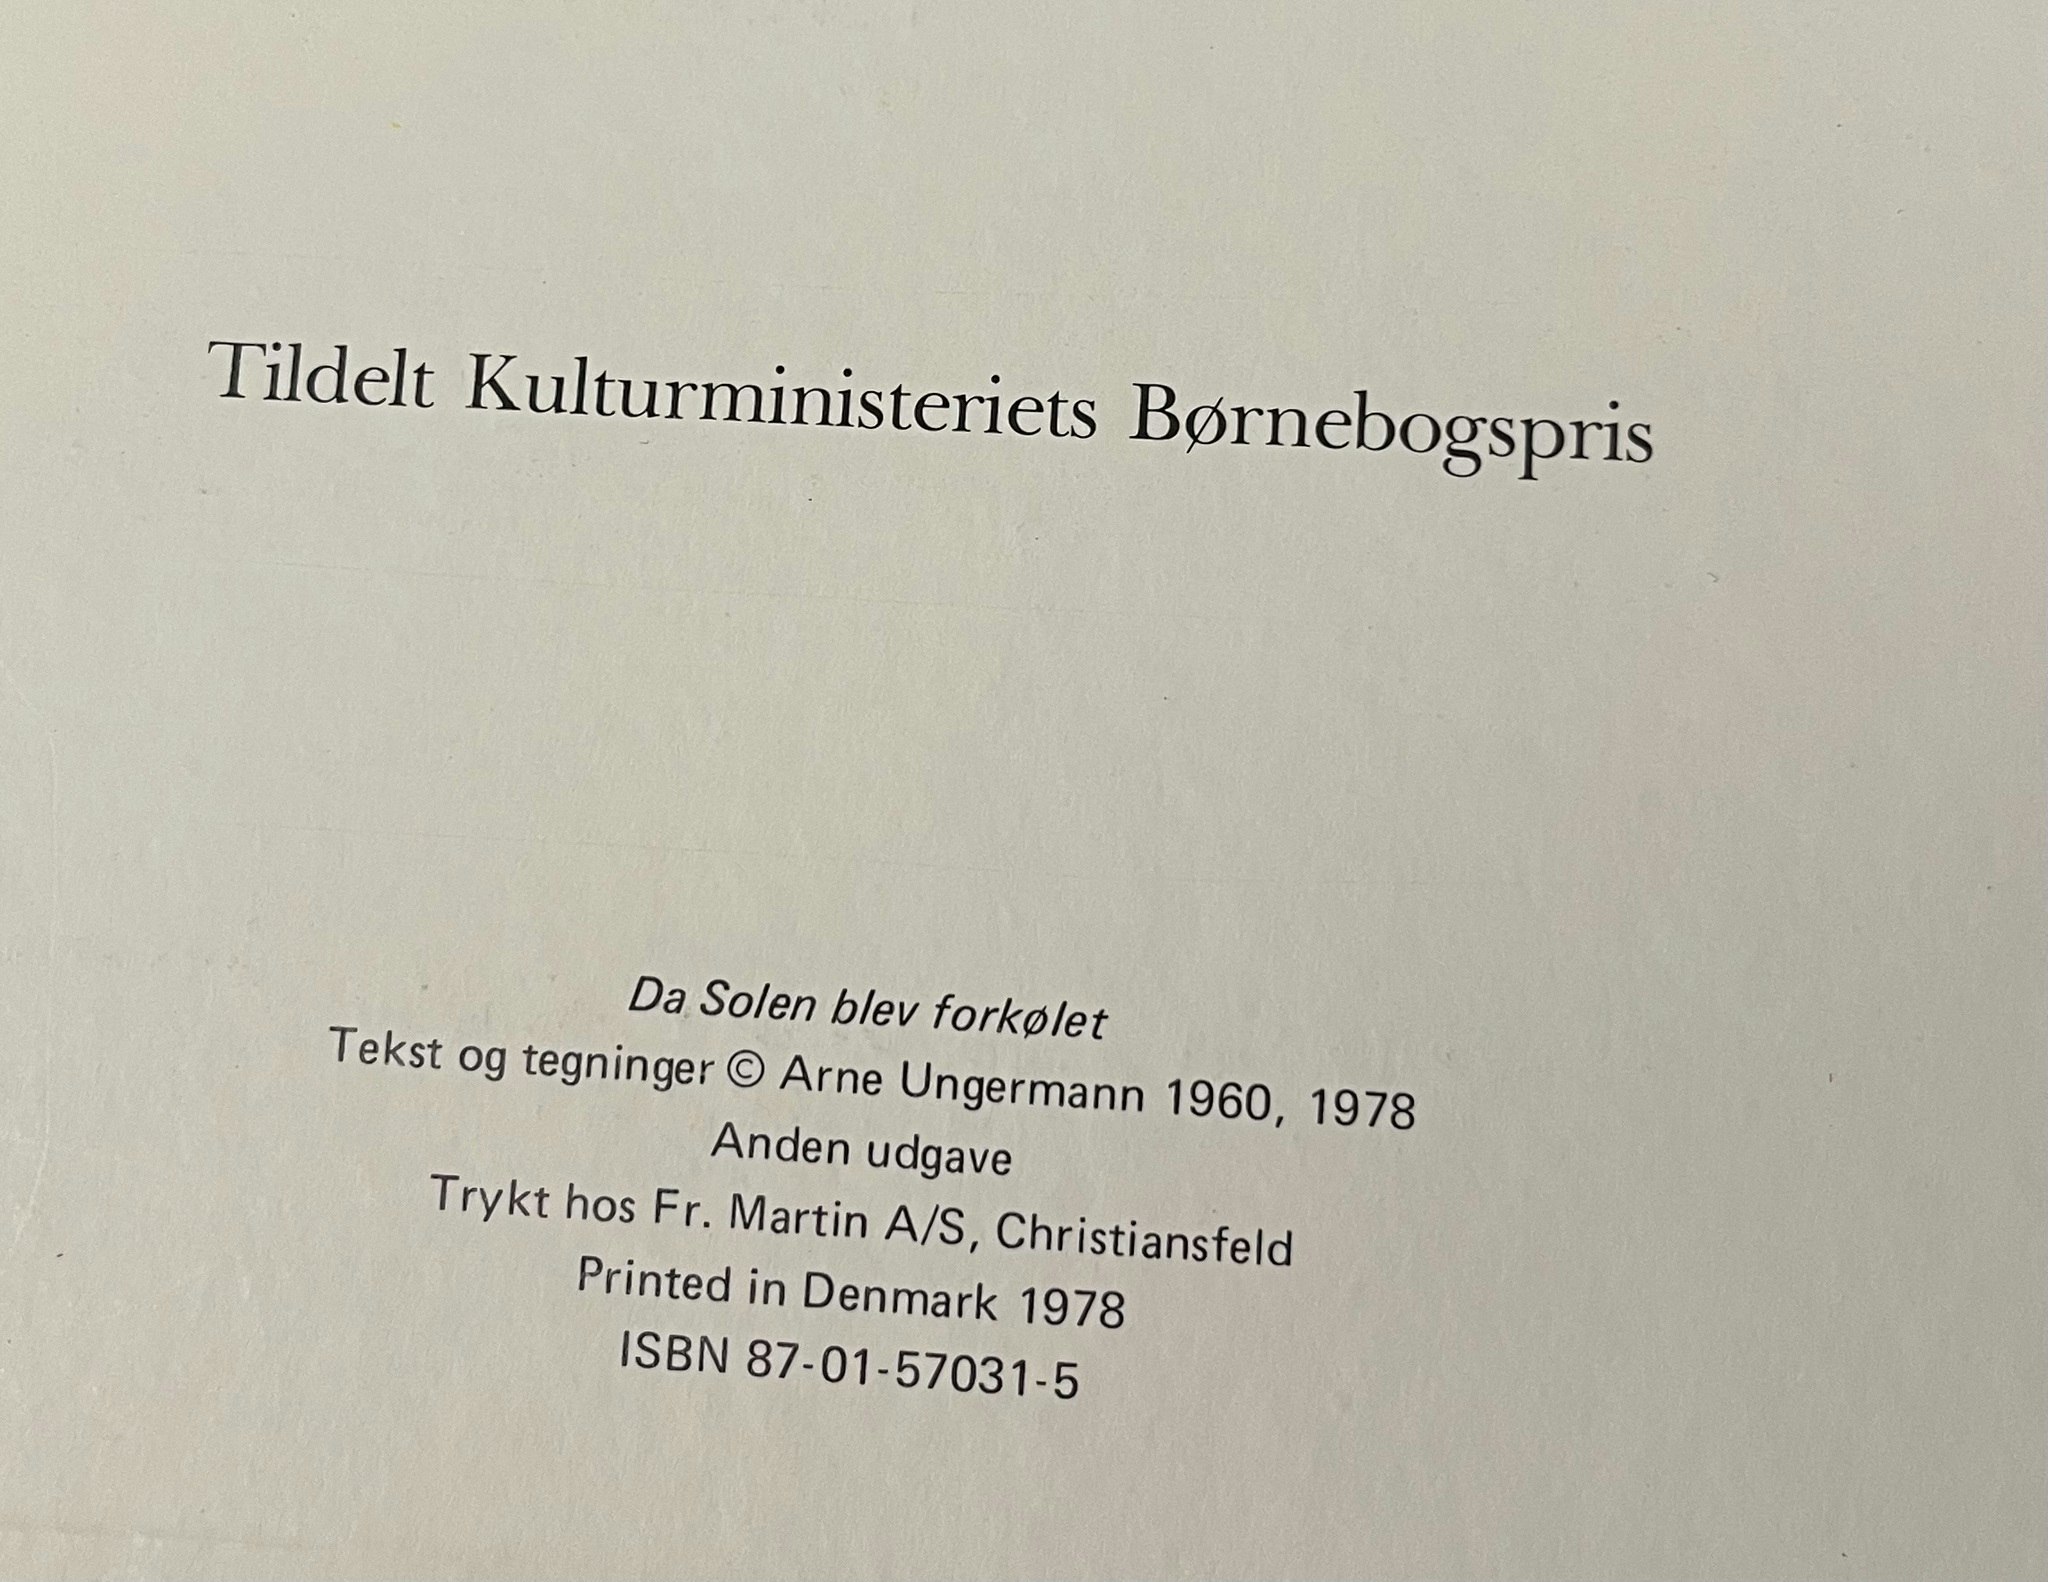 Tildelt Kulturministeriets Børnebogspris
Da Solen blev forkølet
Tekst og tegninger © Arne Ungermann 1960, 1978
Anden udgave
Trykt hos Fr. Martin A/S, Christiansfeld
Printed in Denmark 1978
ISBN 87-01-57031-5